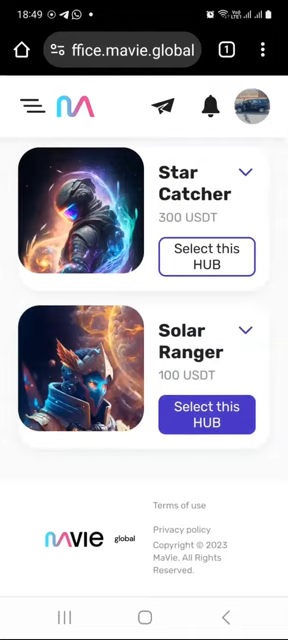 18:49
ffice.mavie.global
1
Star
Catcher
300 USDT
Select this
HUB
Solar
Ranger
100 USDT
Select this
HUB
Terms of use
Privacy policy
maVIE global
Copyright © 2023
MaVie. All Rights
Reserved.